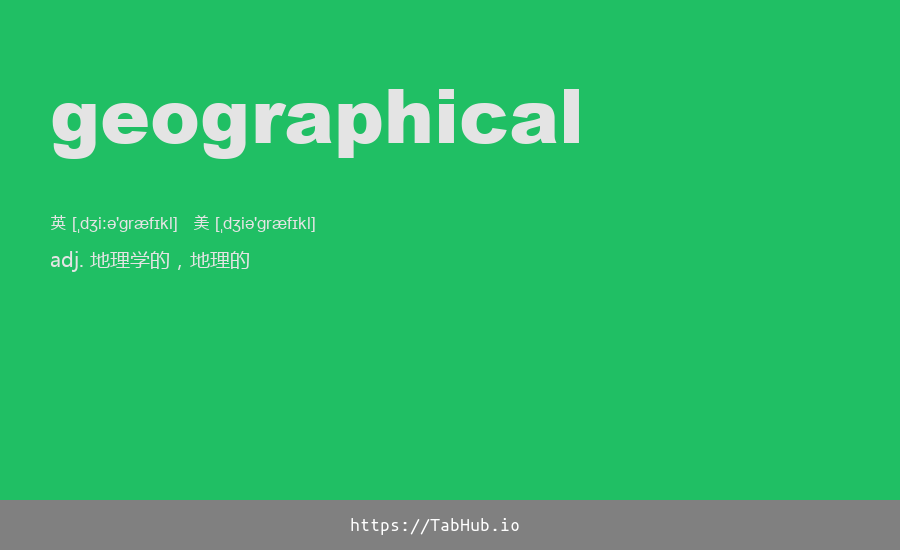 geographical
英 [ˌdʒiːə'ɡræfɪkl] 美 [ˌdʒiə'ɡræfɪkl]
adj. 地理学的，地理的
https://TabHub.io